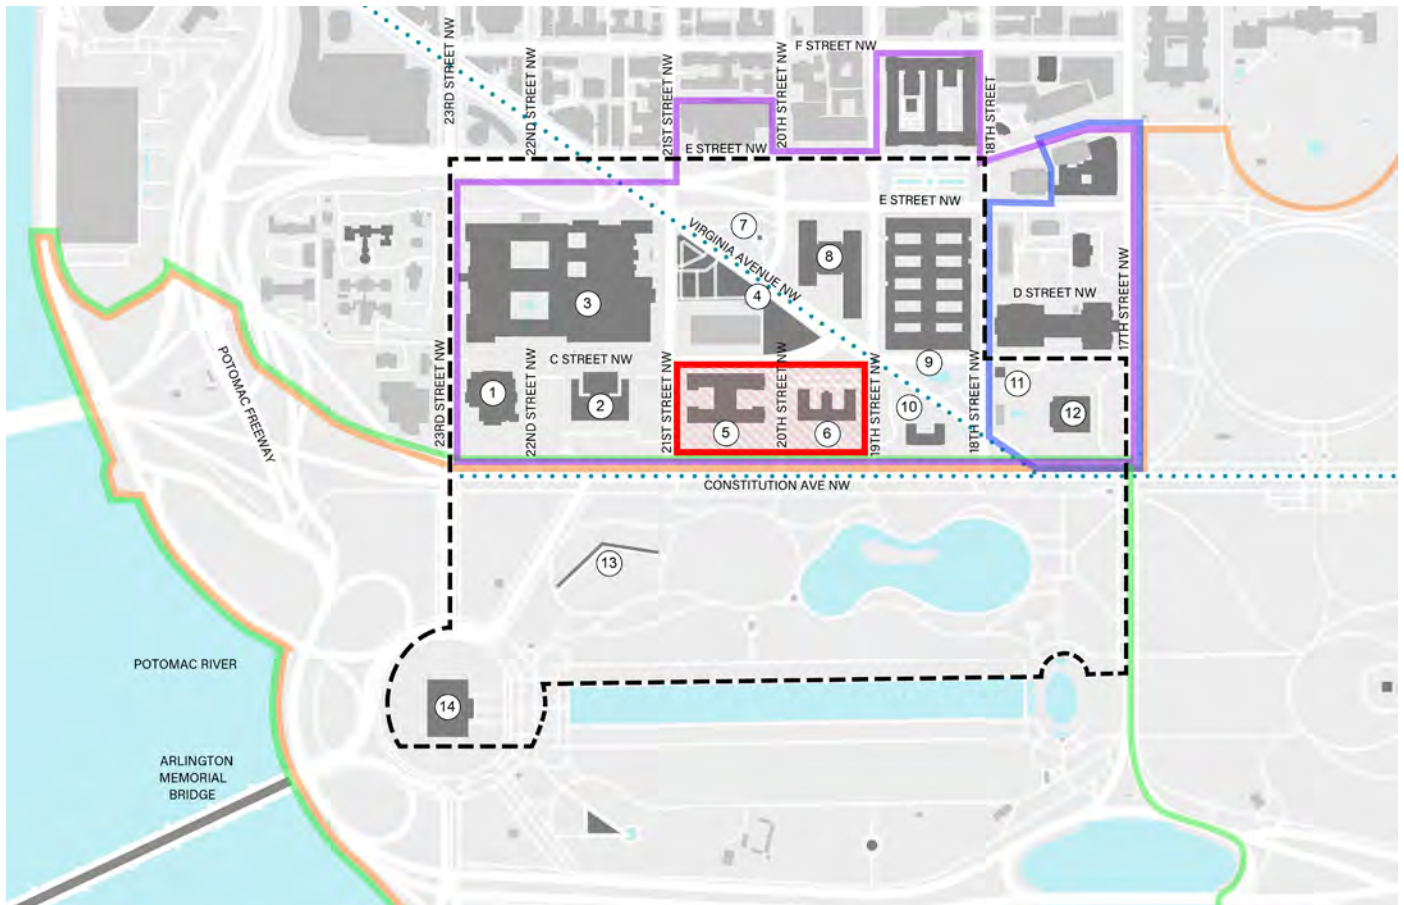 F STREET NW
23RD STREET NW
22ND STREET NW
21ST STREET NW
20TH STREET NW
18TH STREET
E STREET NW
E STREET NW
7
VIRGINIA AVENUE NW
8
3
4
D STREET NW
17TH STREET NW
POTOMAC FREEWAY
23RD STREET NW
C STREET NW
22ND STREET NW
21ST STREET NW
20TH STREET NW
19TH STREET NW
18TH STREET NW
9
11
1
2
10
12
5
6
CONSTITUTION AVE NW
13
POTOMAC RIVER
14
ARLINGTON
MEMORIAL
BRIDGE